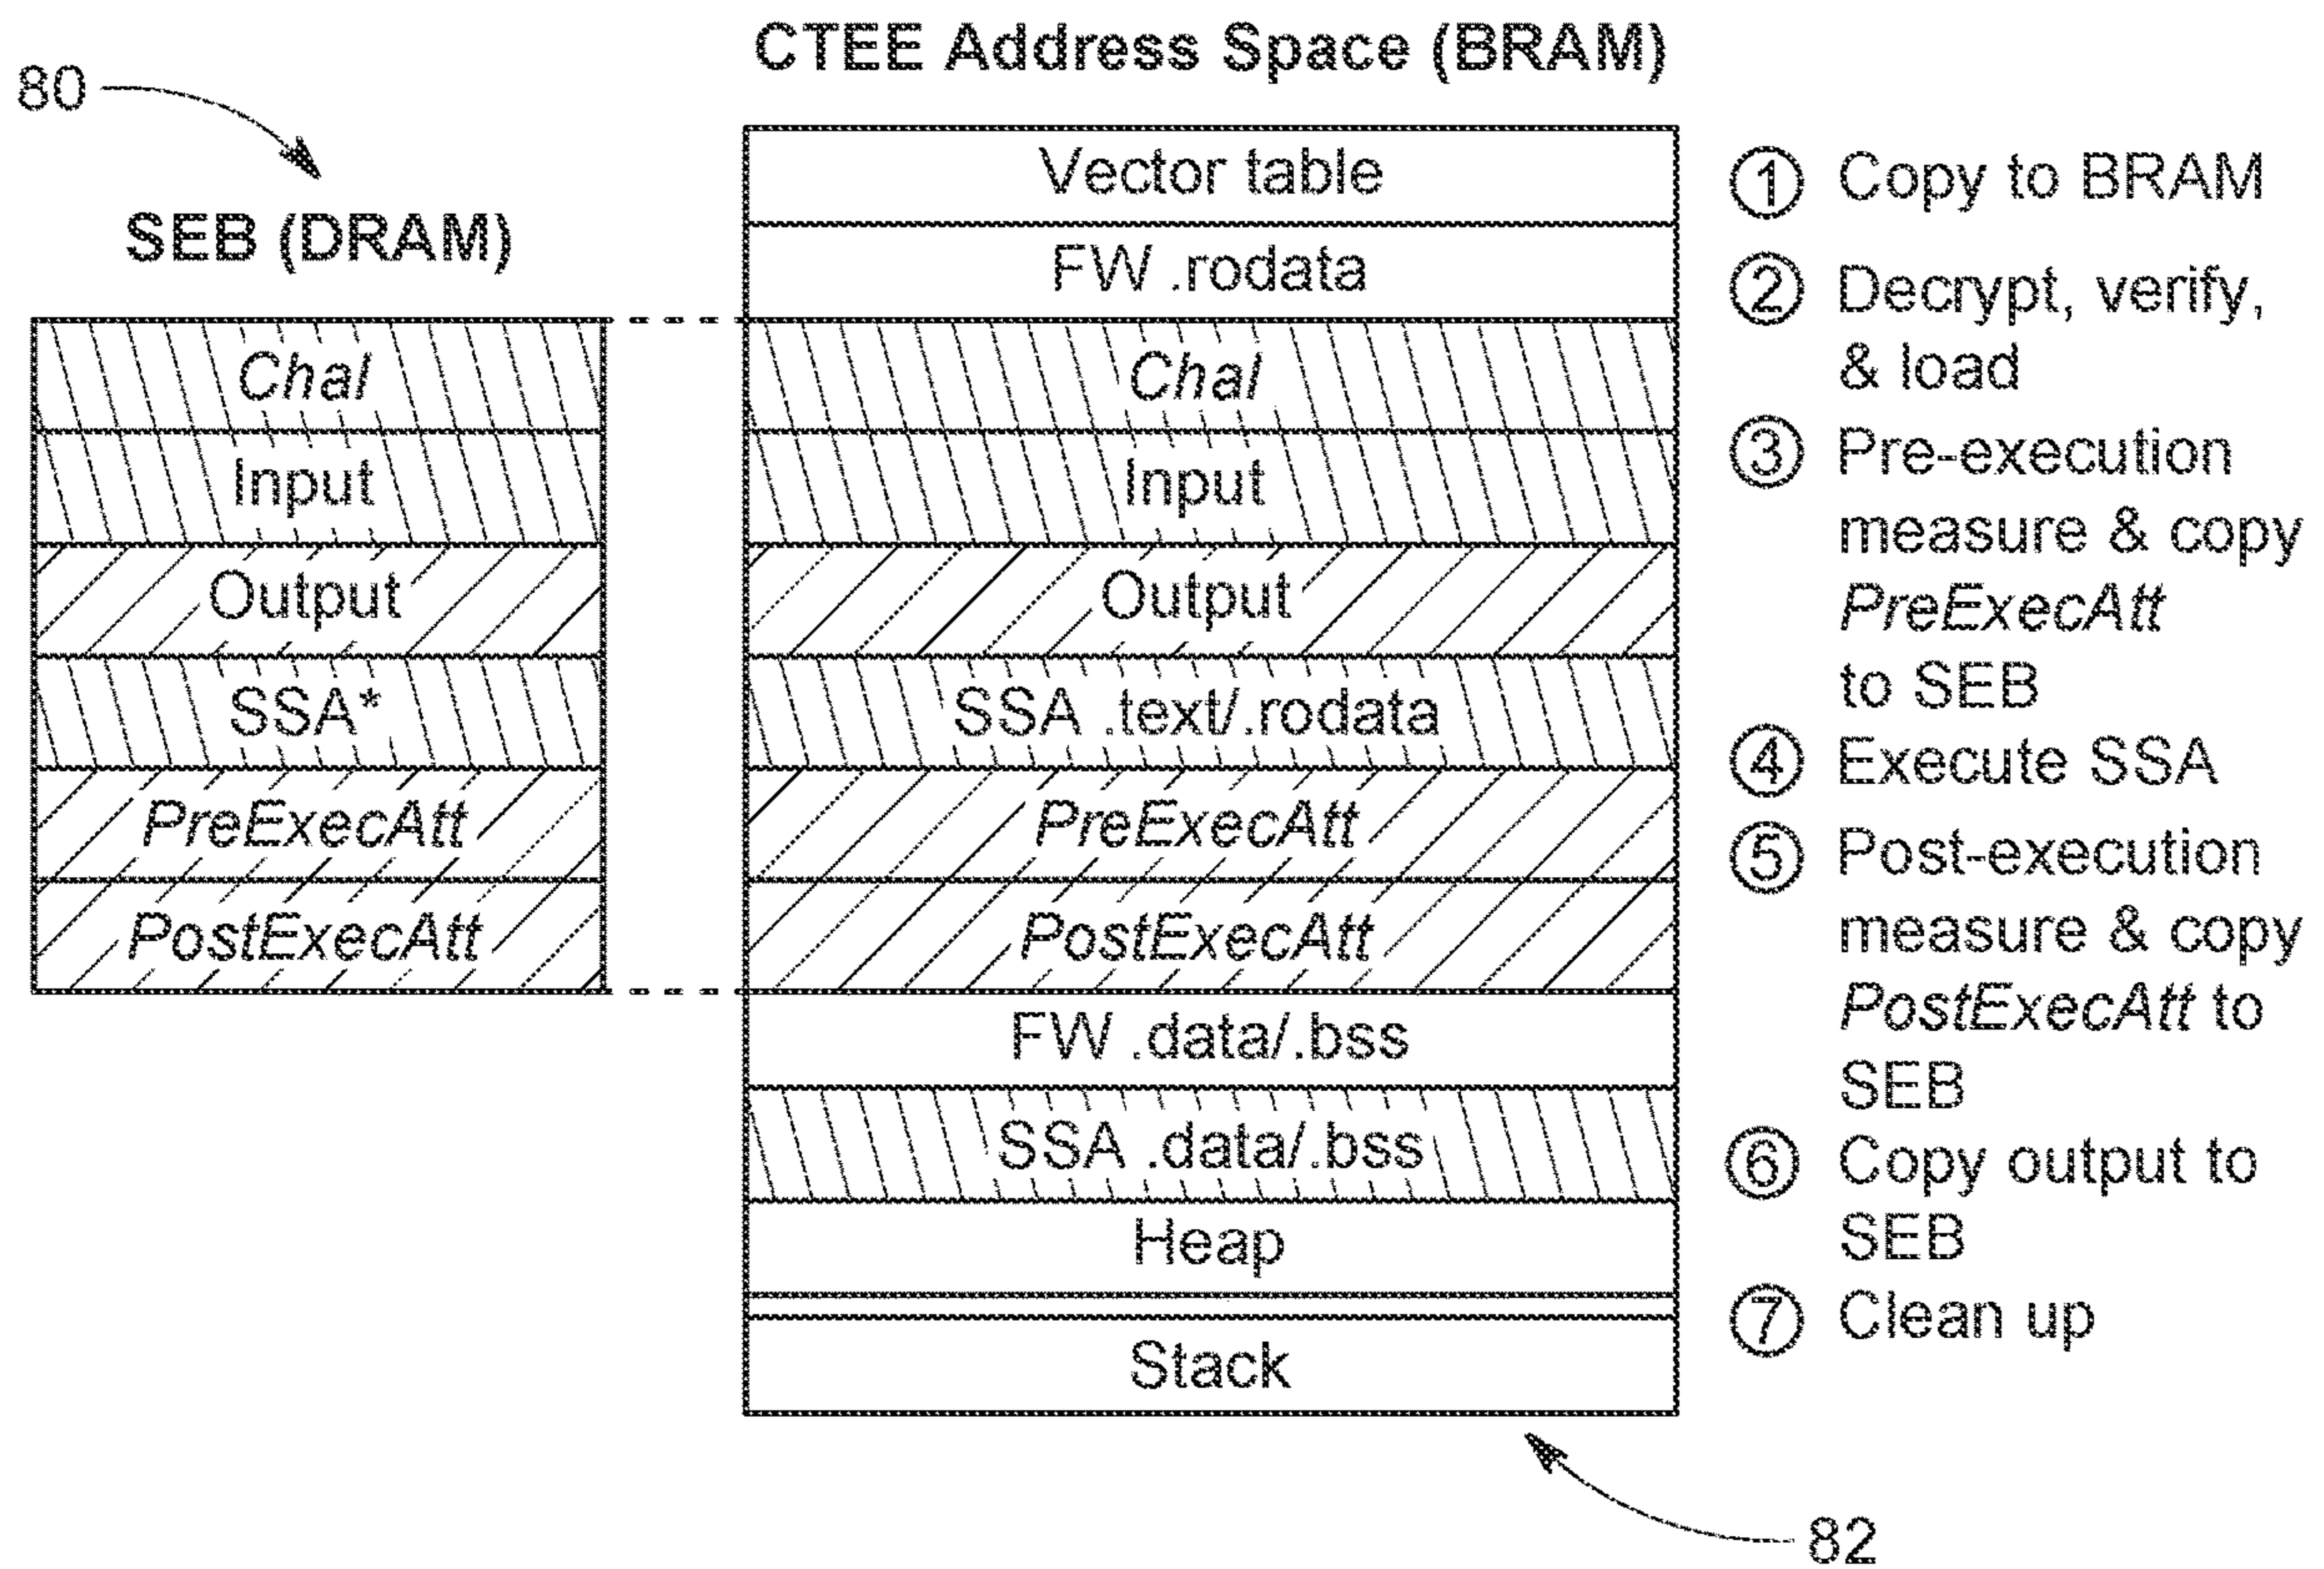 CTEE Address Space (BRAM)
80
SEB (DRAM)
Chal
Input
Output
SSA*
PreExecAtt
PostExecAtt
Vector table
FW .rodata
Chal
Input
Output
SSA .text/.rodata
PreExecAtt
PostExecAtt
FW .data/.bss
SSA .data/.bss
Heap
Stack
① Copy to BRAM
② Decrypt, verify,
& load
③ Pre-execution
measure & copy
PreExecAtt
to SEB
④ Execute SSA
⑤ Post-execution
measure & copy
PostExecAtt to
SEB
⑥ Copy output to
SEB
⑦ Clean up
82